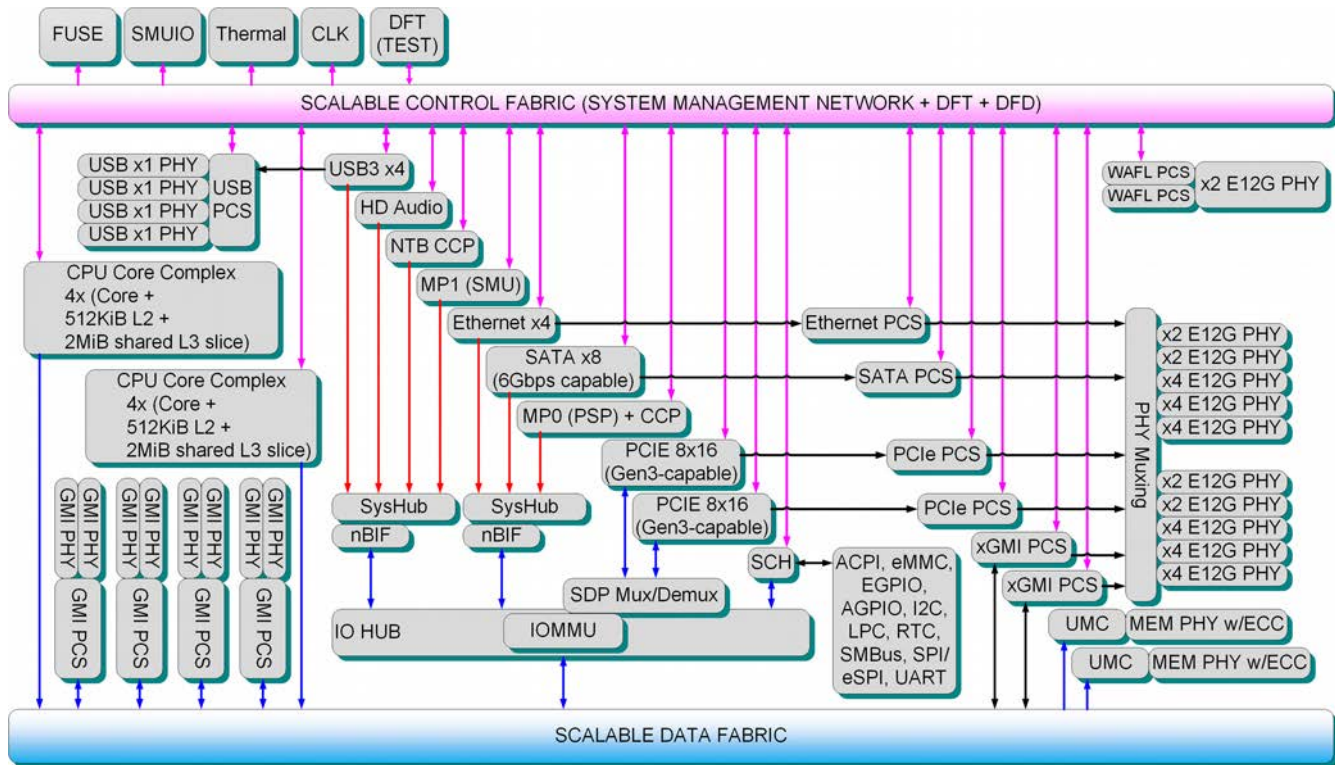 FUSE
SMUIO
Thermal
CLK
DFT
(TEST)
SCALABLE CONTROL FABRIC (SYSTEM MANAGEMENT NETWORK + DFT + DFD)
USB x1 PHY
USB x1 PHY
USB x1 PHY
USB x1 PHY
USB
PCS
USB3 x4
HD Audio
NTB CCP
MP1 (SMU)
Ethernet x4
SATA x8
(6Gbps capable)
MP0 (PSP) + CCP
PCIE 8x16
(Gen3-capable)
PCIE 8x16
(Gen3-capable)
WAFL PCS
WAFL PCS
x2 E12G PHY
CPU Core Complex
4x (Core +
512KiB L2 +
2MiB shared L3 slice)
CPU Core Complex
4x (Core +
512KiB L2 +
2MiB shared L3 slice)
Ethernet PCS
SATA PCS
PCIe PCS
PCIe PCS
xGMI PCS
xGMI PCS
PHY Muxing
x2 E12G PHY
x2 E12G PHY
x4 E12G PHY
x4 E12G PHY
x4 E12G PHY
x2 E12G PHY
x2 E12G PHY
x4 E12G PHY
x4 E12G PHY
x4 E12G PHY
GMI PHY
GMI PHY
GMI PHY
GMI PHY
GMI PHY
GMI PHY
GMI PHY
GMI PHY
GMI PCS
GMI PCS
GMI PCS
GMI PCS
SysHub
nBIF
SysHub
nBIF
SCH
SDP Mux/Demux
IO HUB
IOMMU
ACPI, eMMC,
EGPIO,
AGPIO, I2C,
LPC, RTC,
SMBus, SPI/
eSPI, UART
UMC
MEM PHY w/ECC
UMC
MEM PHY w/ECC
SCALABLE DATA FABRIC